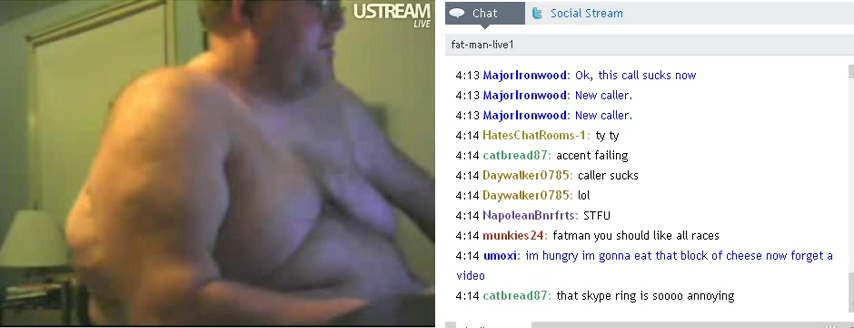 USTREAM
LIVE
Chat
Social Stream
fat-man-live1
4:13 MajorIronwood: Ok, this call sucks now
4:13 MajorIronwood: New caller.
4:13 MajorIronwood: New caller.
4:14 HatesChatRooms-1: ty ty
4:14 catbread87: accent failing
4:14 Daywalker0785: caller sucks
4:14 Daywalker0785: lol
4:14 NapoleanBnrfrts: STFU
4:14 munkies24: fatman you should like all races
4:14 umoxi: im hungry im gonna eat that block of cheese now forget a
video
4:14 catbread87: that skype ring is soooo annoying